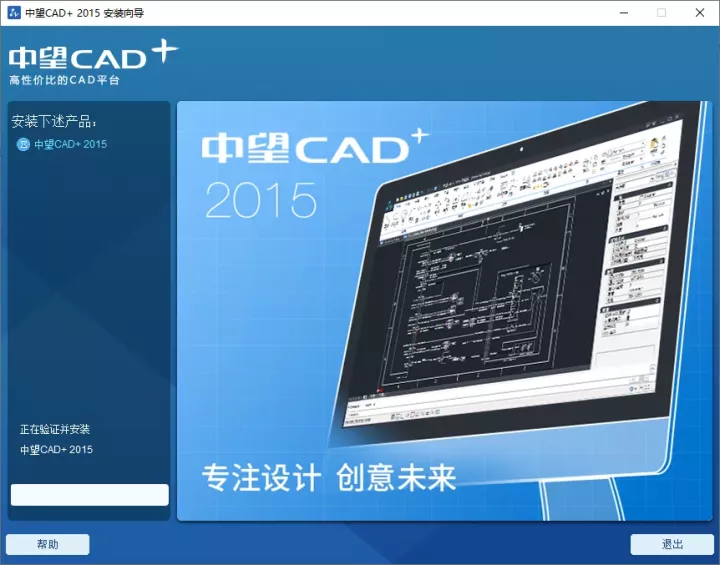 中望CAD+ 2015 安装向导
中望CAD+
高性价比的CAD平台
安装下述产品：
中望CAD+ 2015
中望CAD+
2015
专注设计 创意未来
正在验证并安装
中望CAD+ 2015
帮助
退出